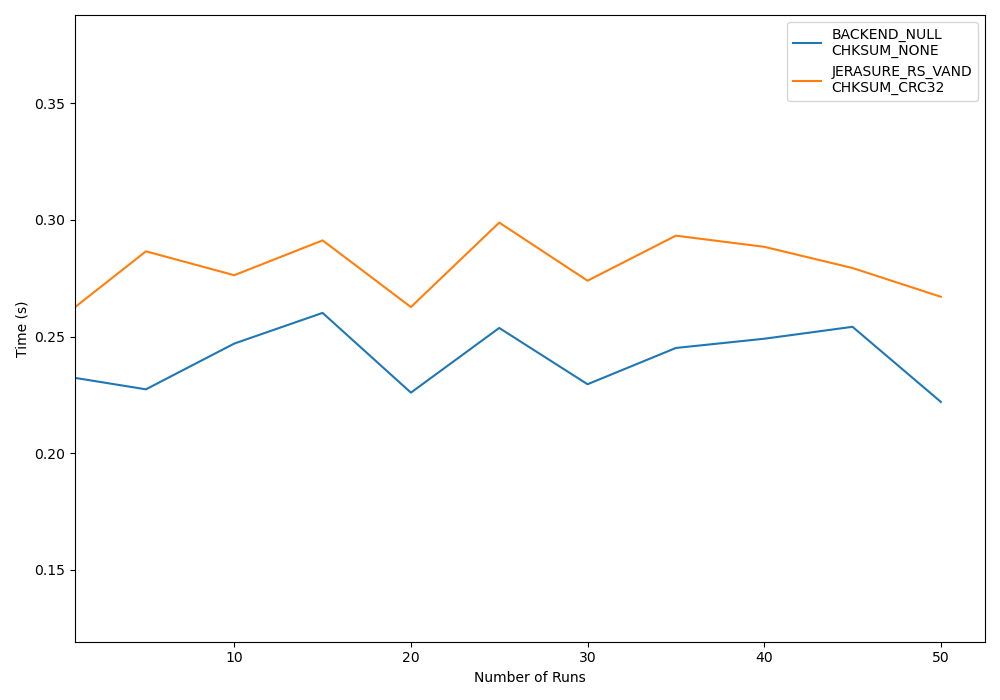 BACKEND_NULL
CHKSUM_NONE
JERASURE_RS_VAND
CHKSUM_CRC32
0.35
0.30
0.25
0.20
0.15
Time (s)
10 20 30 40 50
Number of Runs